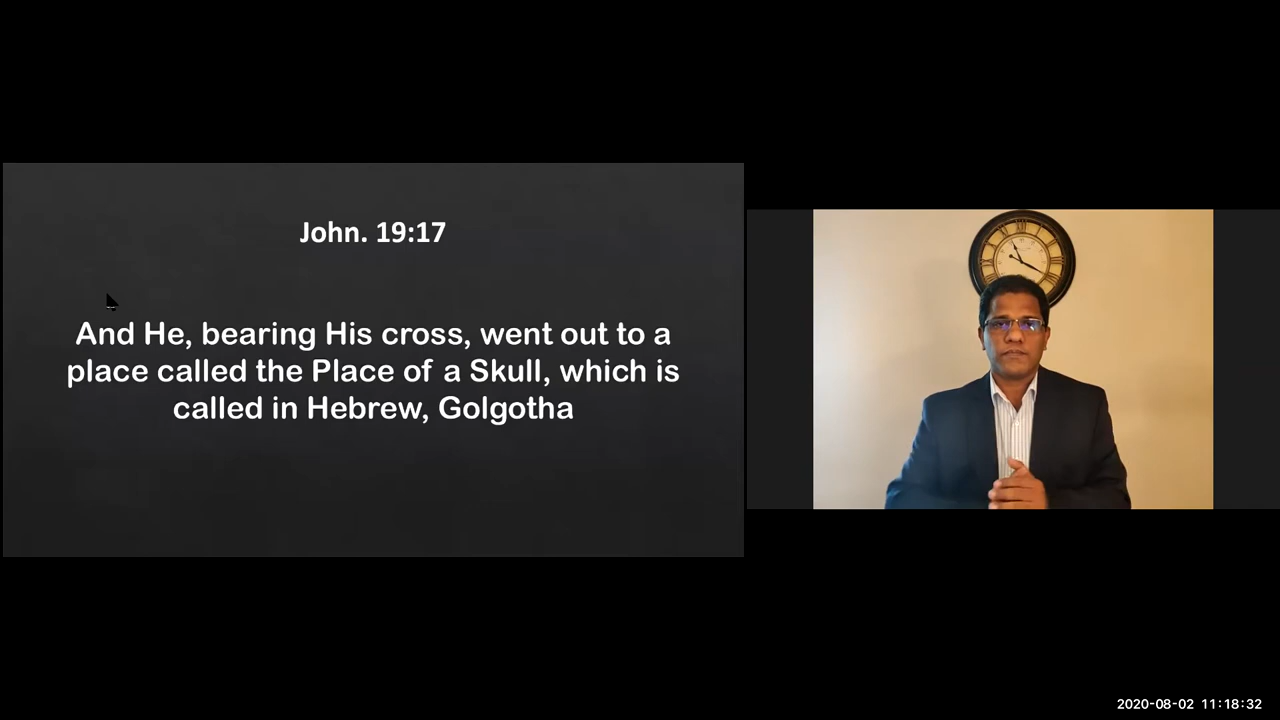 John. 19:17
And He, bearing His cross, went out to a
place called the Place of a Skull, which is
called in Hebrew, Golgotha
2020-08-02 11:18:32